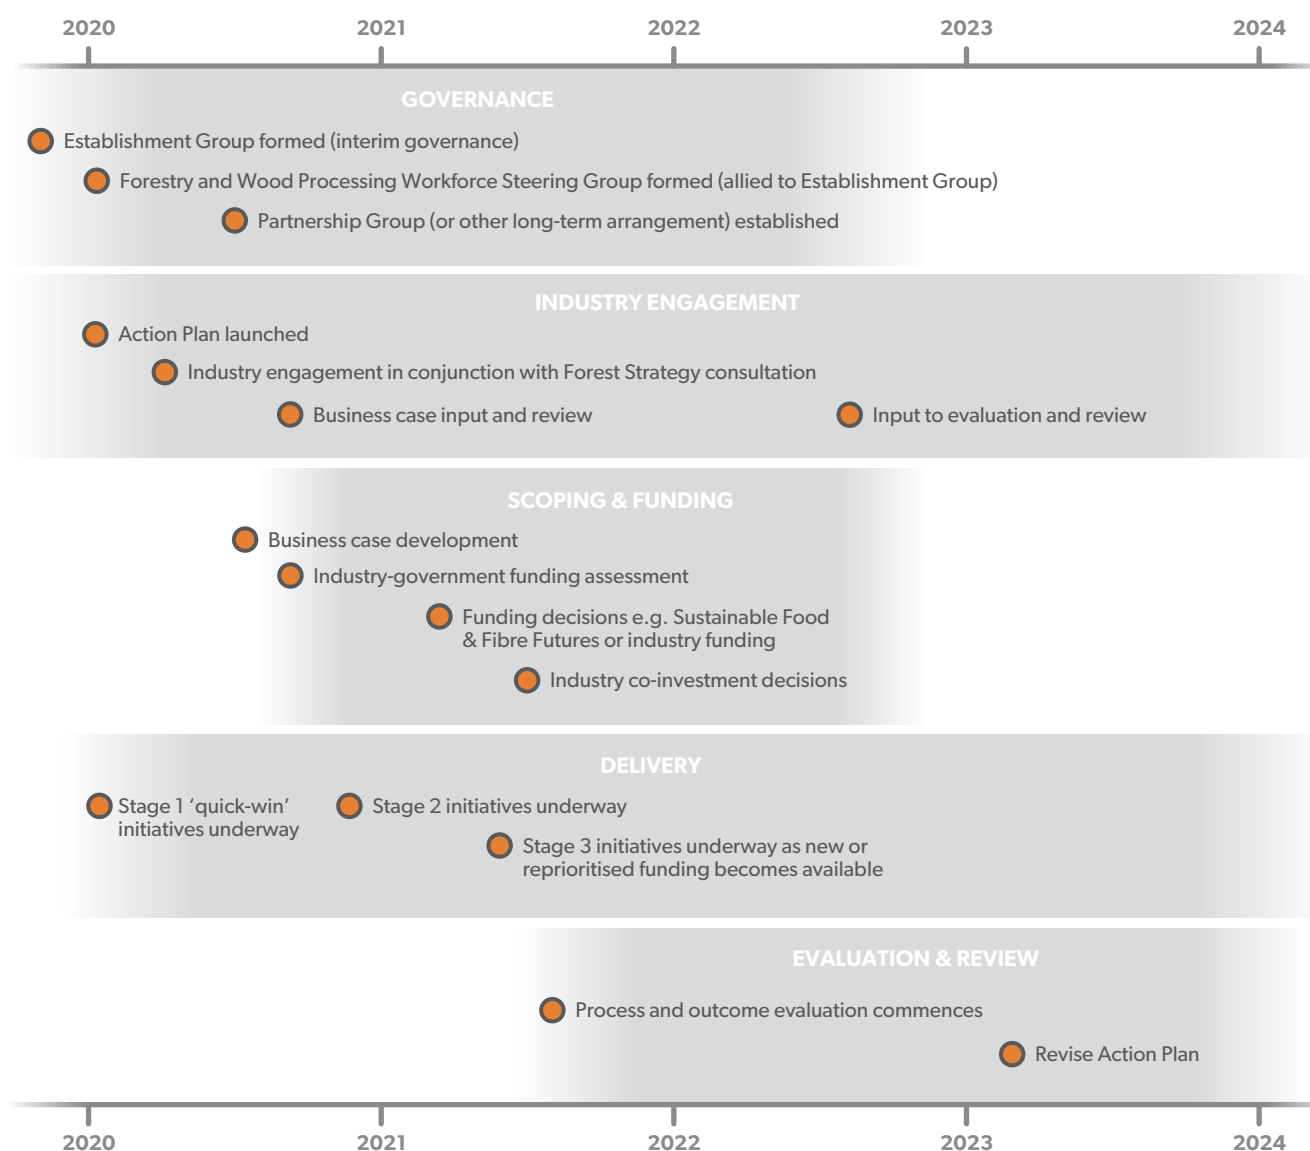 2020 2021 2022 2023 2024
GOVERNANCE
Establishment Group formed (interim governance)
Forestry and Wood Processing Workforce Steering Group formed (allied to Establishment Group)
Partnership Group (or other long-term arrangement) established
INDUSTRY ENGAGEMENT
Action Plan launched
Industry engagement in conjunction with Forest Strategy consultation
Business case input and review
Input to evaluation and review
SCOPING & FUNDING
Business case development
Industry-government funding assessment
Funding decisions e.g. Sustainable Food
& Fibre Futures or industry funding
Industry co-investment decisions
DELIVERY
Stage 1 ‘quick-win’
initiatives underway
Stage 2 initiatives underway
Stage 3 initiatives underway as new or
reprioritised funding becomes available
EVALUATION & REVIEW
Process and outcome evaluation commences
Revise Action Plan
2020 2021 2022 2023 2024